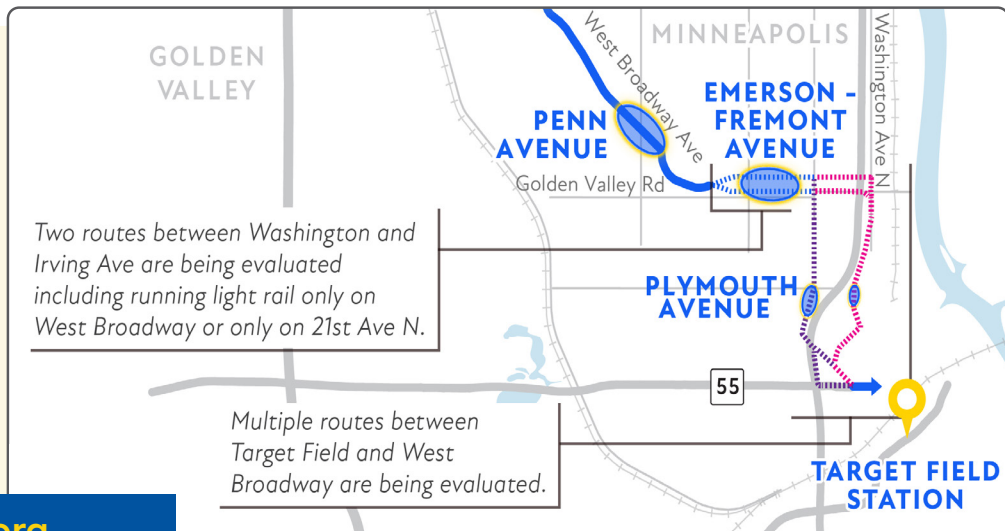 GOLDEN
VALLEY
West Broadway Ave
MINNEAPOLIS
Washington Ave N
PENN
AVENUE
EMERSON -
FREMONT
AVENUE
Golden Valley Rd
Two routes between Washington and
Irving Ave are being evaluated
including running light rail only on
West Broadway or only on 21st Ave N.
PLYMOUTH
AVENUE
55
Multiple routes between
Target Field and West
Broadway are being evaluated.
TARGET FIELD
STATION